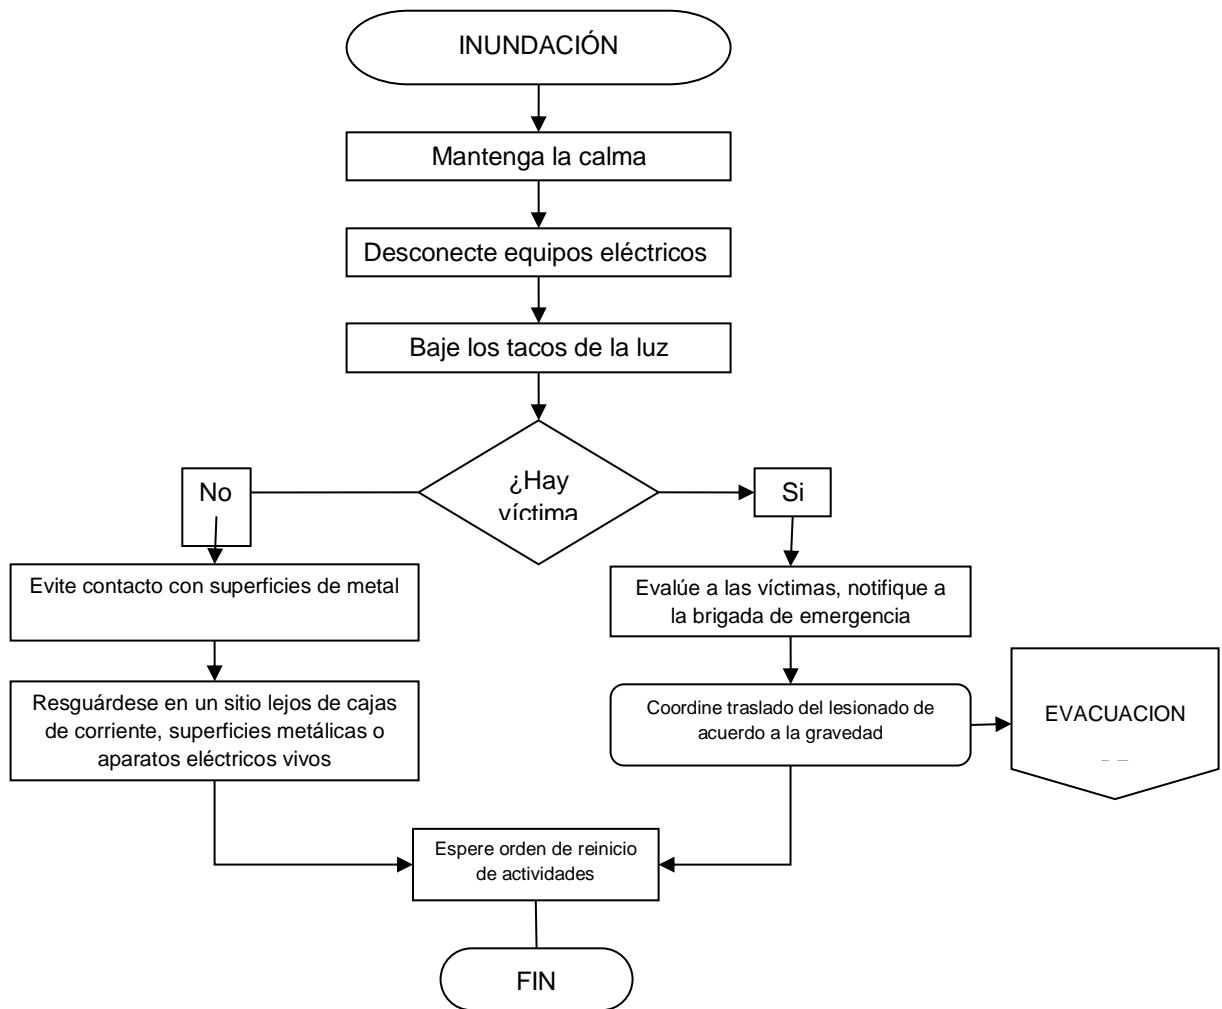 INUNDACIÓN
Mantenga la calma
Desconecte equipos eléctricos
Baje los tacos de la luz
¿Hay
víctima
No
Si
Evite contacto con superficies de metal
Evalúe a las víctimas, notifique a
la brigada de emergencia
Resguárdese en un sitio lejos de cajas
de corriente, superficies metálicas o
aparatos eléctricos vivos
Coordine traslado del lesionado de
acuerdo a la gravedad
EVACUACION
Espere orden de reinicio
de actividades
FIN